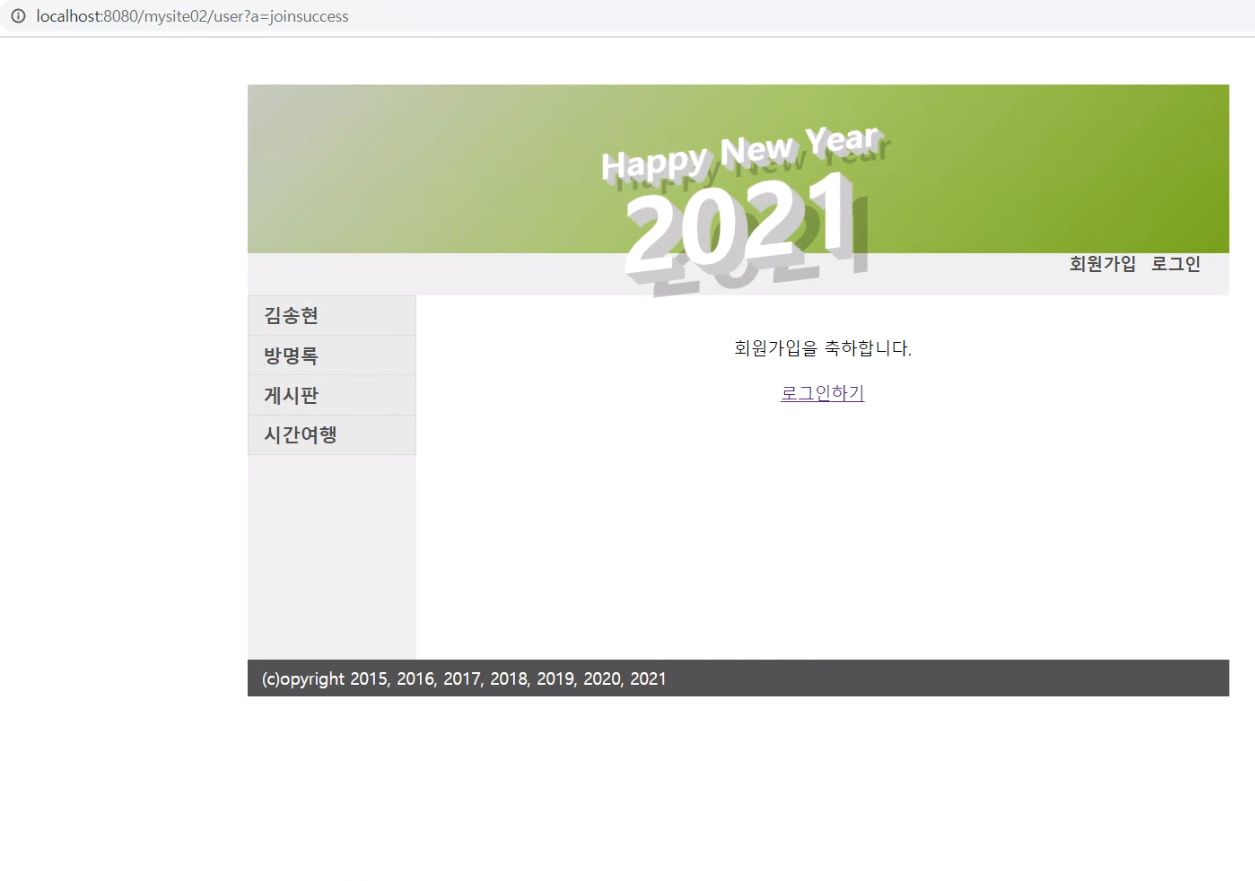 localhost:8080/mysite02/user?a=joinsuccess
Happy New Year
2021
회원가입 로그인
김송현
방명록
게시판
시간여행
회원가입을 축하합니다.
로그인하기
(c)opyright 2015, 2016, 2017, 2018, 2019, 2020, 2021